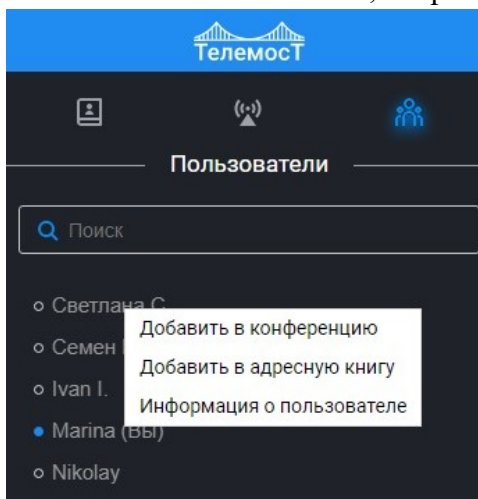 ТелемосТ
Пользователи
Поиск
Светлана С.
Добавить в конференцию
Семен
Добавить в адресную книгу
Ivan I.
Информация о пользователе
Marina (Вы)
Nikolay